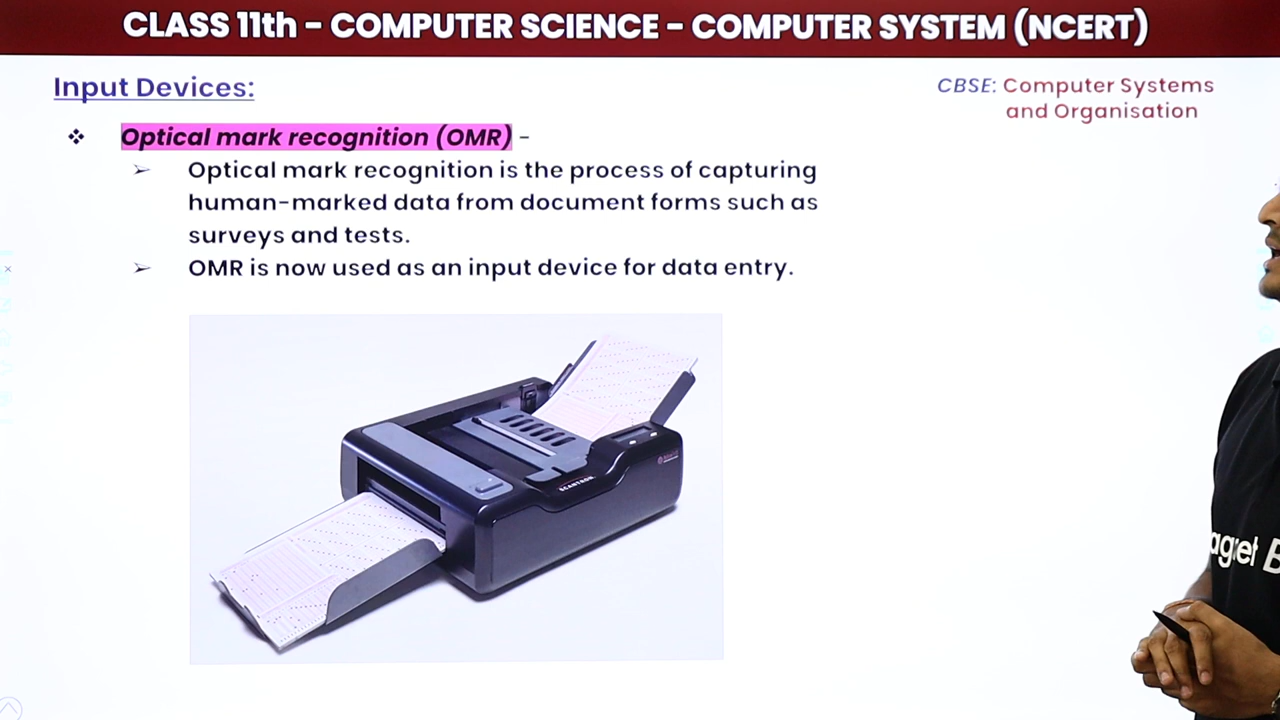 CLASS 11th - COMPUTER SCIENCE - COMPUTER SYSTEM (NCERT)
Input Devices:
CBSE: Computer Systems
and Organisation
❖ Optical mark recognition (OMR) -
➢ Optical mark recognition is the process of capturing
human-marked data from document forms such as
surveys and tests.
➢ OMR is now used as an input device for data entry.
SCANTRON